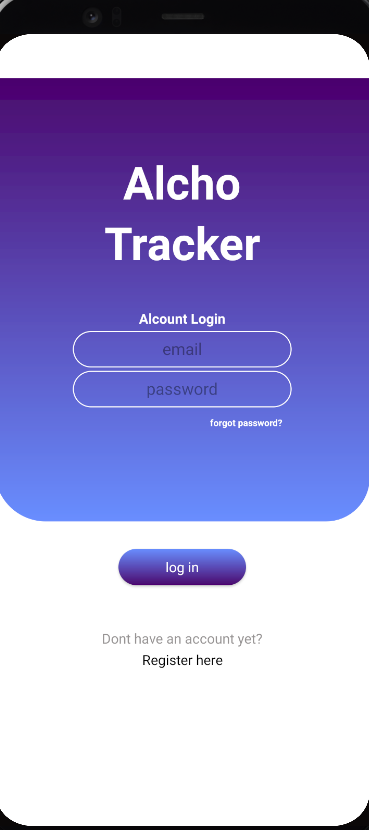 Alcho
Tracker
Alcount Login
email
password
forgot password?
log in
Dont have an account yet?
Register here